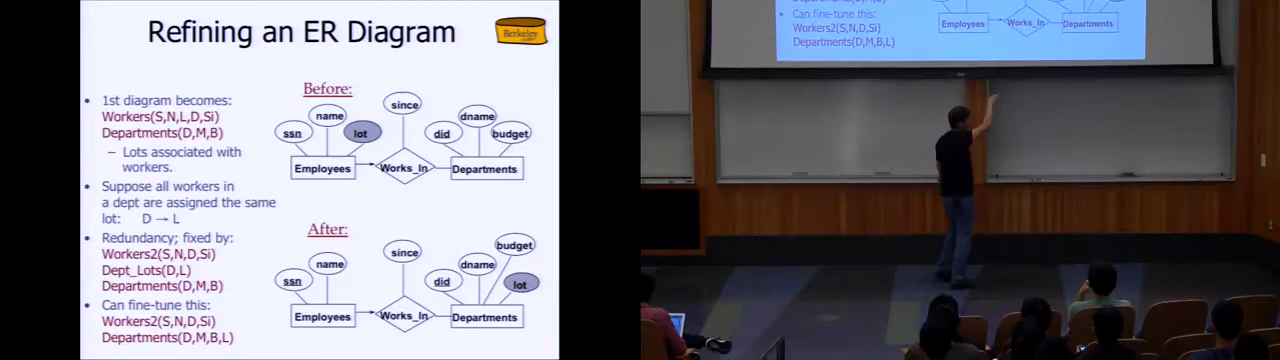 Refining an ER Diagram
Berkeley
• 1st diagram becomes:
Workers(S,N,L,D,Si)
Departments(D,M,B)
– Lots associated with
workers.
• Suppose all workers in
a dept are assigned the same
lot: D → L
• Redundancy; fixed by:
Workers2(S,N,D,Si)
Dept_Lots(D,L)
Departments(D,M,B)
• Can fine-tune this:
Workers2(S,N,D,Si)
Departments(D,M,B,L)
Before:
since
name
dname
ssn
lot
did
budget
Employees
Works_In
Departments
After:
budget
since
name
dname
ssn
did
lot
Employees
Works_In
Departments
• Can fine-tune this:
Workers2(S,N,D,Si)
Departments(D,M,B,L)
Employees
Works_In
Departments